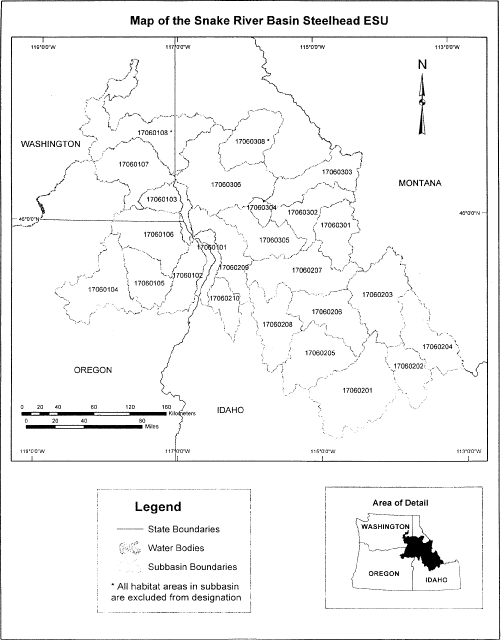 Map of the Snake River Basin Steelhead ESU
119°0'0"W 117°0'0"W 115°0'0"W 113°0'0"W
N
WASHINGTON
MONTANA
OREGON
IDAHO
46°0'0"N 46°0'0"N
17060108 *
17060308 *
17060107
17060303
17060306
17060103
17060304
17060302
17060301
17060106
17060305
17060101
17060209
17060207
17060102
17060105
17060104
17060210
17060203
17060206
17060208
17060204
17060205
17060202
17060201
0 20 40 60 120 160
Kilometers
0 20 40 80
Miles
119°0'0"W 117°0'0"W 115°0'0"W 113°0'0"W
Legend
State Boundaries
Water Bodies
Subbasin Boundaries
* All habitat areas in subbasin
are excluded from designation
Area of Detail
WASHINGTON
OREGON
IDAHO